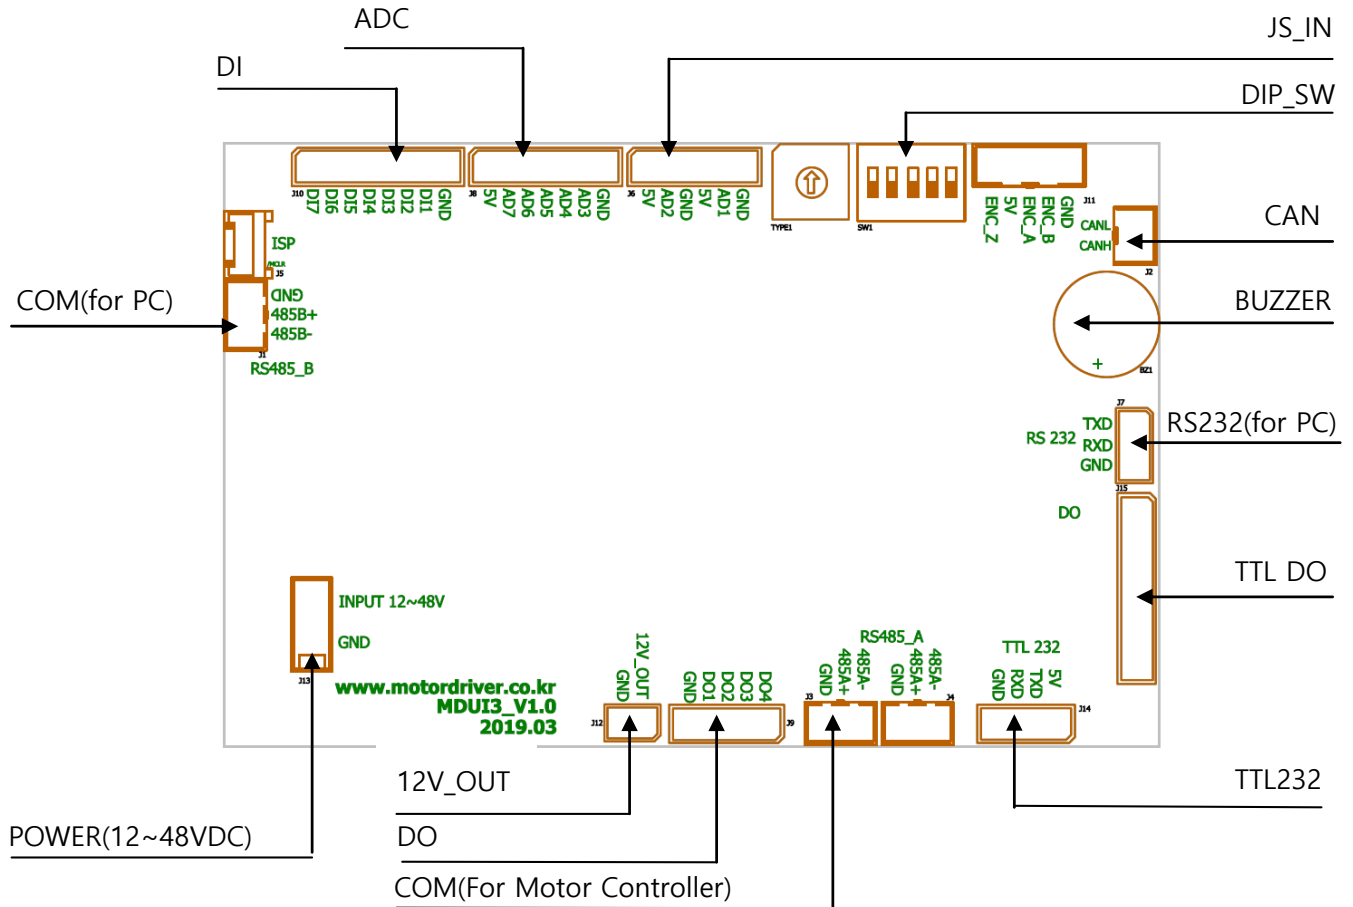 ADC
JS_IN
DI
DIP_SW
J10
DI7
DI6
DI5
DI4
DI3
DI2
DI1
GND
J8
5V
AD7
AD6
AD5
AD4
AD3
GND
J6
5V
AD2
GND
5V
AD1
GND
TYPE1
SW1
J11
ENC_Z
5V
ENC_A
ENC_B
GND
CANL
CANH
J2
CAN
ISP
/MCLR
J5
COM(for PC)
GND
485B+
485B-
J1
RS485_B
BUZZER
+
BZ1
J7
RS 232
TXD
RXD
GND
RS232(for PC)
J15
DO
TTL DO
INPUT 12~48V
GND
J13
www.motordriver.co.kr
MDUI3_V1.0
2019.03
12V_OUT
GND
J12
GND
DO1
DO2
DO3
DO4
J9
RS485_A
J3
GND
485A+
485A-
GND
485A+
485A-
J4
TTL 232
GND
RXD
TXD
5V
J14
12V_OUT
TTL232
POWER(12~48VDC)
DO
COM(For Motor Controller)